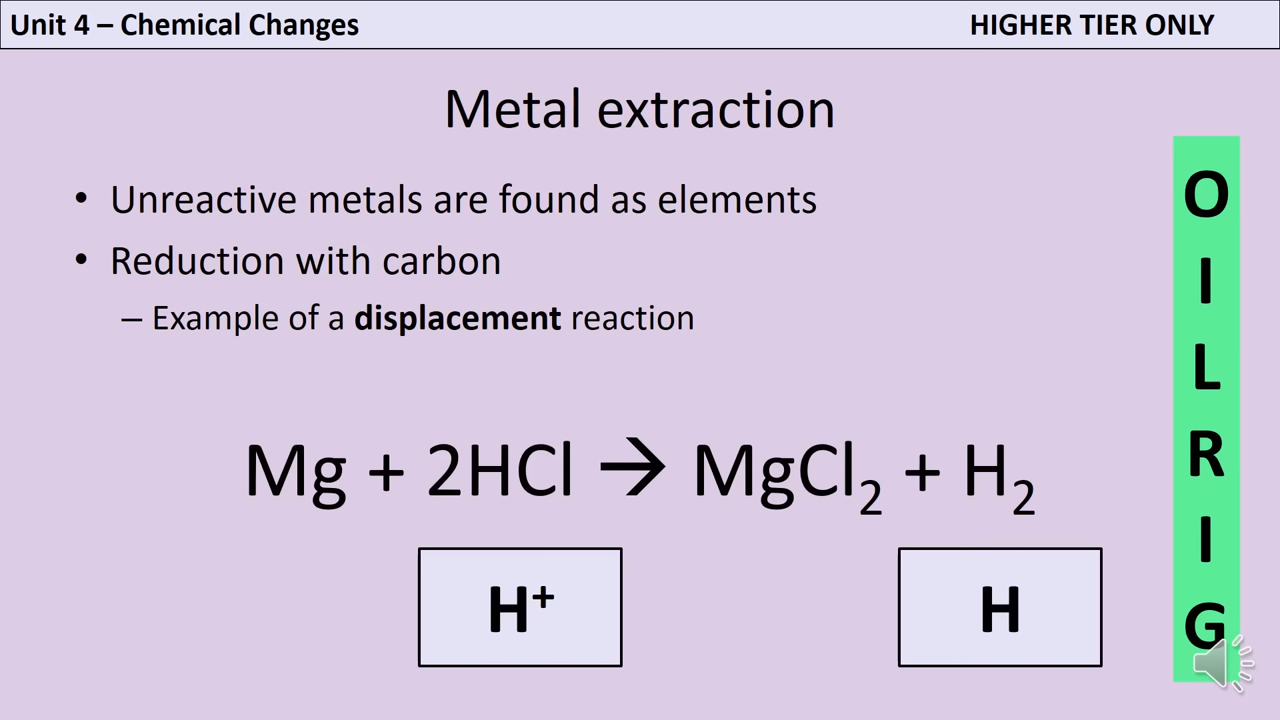 Unit 4 – Chemical Changes
HIGHER TIER ONLY
Metal extraction
• Unreactive metals are found as elements
• Reduction with carbon
– Example of a displacement reaction
Mg + 2HCl → MgCl₂ + H₂
H⁺
H
O
I
L
R
I
G